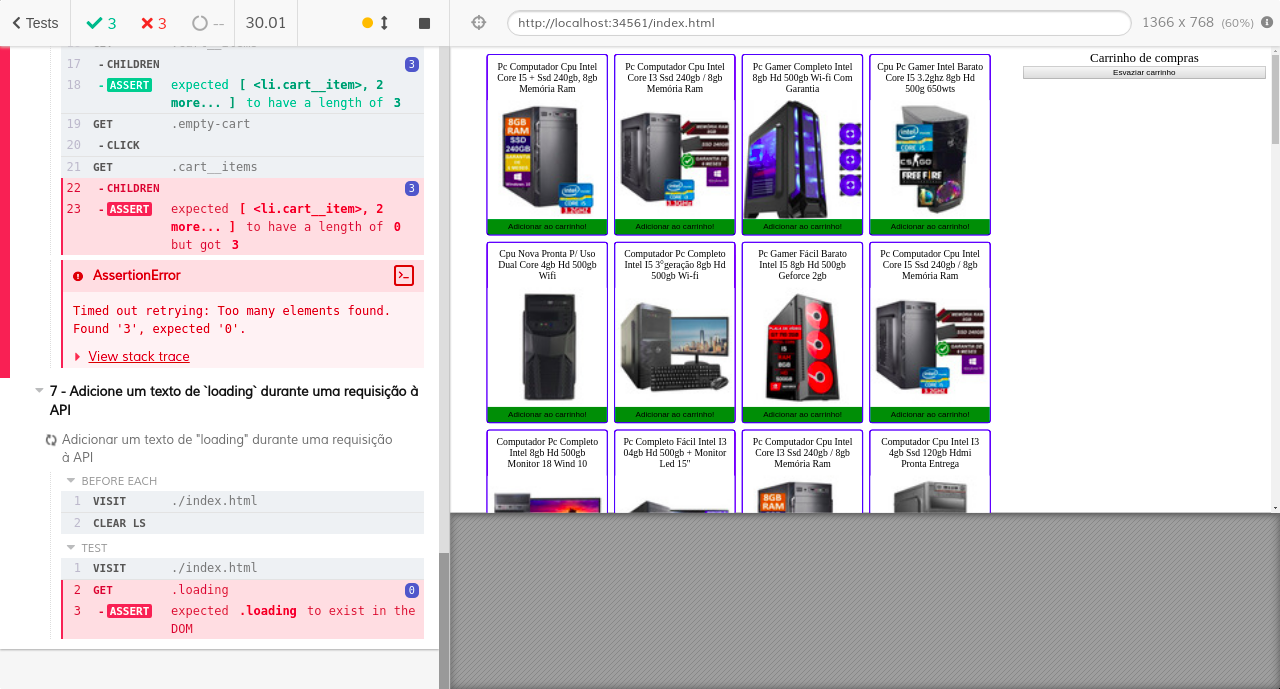 Tests
3
3
--
30.01
http://localhost:34561/index.html
1366 x 768 (60%)
17 -CHILDREN 3
18 -ASSERT expected [ <li.cart__item>, 2
more... ] to have a length of 3
19 GET .empty-cart
20 -CLICK
21 GET .cart__items
22 -CHILDREN 3
23 -ASSERT expected [ <li.cart__item>, 2
more... ] to have a length of 0
but got 3
AssertionError
Timed out retrying: Too many elements found.
Found '3', expected '0'.
View stack trace
7 - Adicione um texto de `loading` durante uma requisição à
API
Adicionar um texto de "loading" durante uma requisição
à API
BEFORE EACH
1 VISIT ./index.html
2 CLEAR LS
TEST
1 VISIT ./index.html
2 GET .loading 0
3 -ASSERT expected .loading to exist in the
DOM
Pc Computador Cpu Intel
Core I5 + Ssd 240gb, 8gb
Memória Ram
8GB
RAM
SSD
240GB
Adicionar ao carrinho!
Pc Computador Cpu Intel
Core I3 Ssd 240gb / 8gb
Memória Ram
Adicionar ao carrinho!
Pc Gamer Completo Intel
8gb Hd 500gb Wi-fi Com
Garantia
Adicionar ao carrinho!
Cpu Pc Gamer Intel Barato
Core I5 3.2ghz 8gb Hd
500g 650wts
intel
CORE i5
CS:GO
FREE FIRE
Adicionar ao carrinho!
Cpu Nova Pronta P/ Uso
Dual Core 4gb Hd 500gb
Wifi
Adicionar ao carrinho!
Computador Pc Completo
Intel I5 3°geração 8gb Hd
500gb Wi-fi
Adicionar ao carrinho!
Pc Gamer Fácil Barato
Intel I5 8gb Hd 500gb
Geforce 2gb
Adicionar ao carrinho!
Pc Computador Cpu Intel
Core I5 Ssd 240gb / 8gb
Memória Ram
Adicionar ao carrinho!
Computador Pc Completo
Intel 8gb Hd 500gb
Monitor 18 Wind 10
Pc Completo Fácil Intel I3
04gb Hd 500gb + Monitor
Led 15"
Pc Computador Cpu Intel
Core I3 Ssd 240gb / 8gb
Memória Ram
8GB
RAM
Computador Cpu Intel I3
4gb Ssd 120gb Hdmi
Pronta Entrega
Carrinho de compras
Esvaziar carrinho